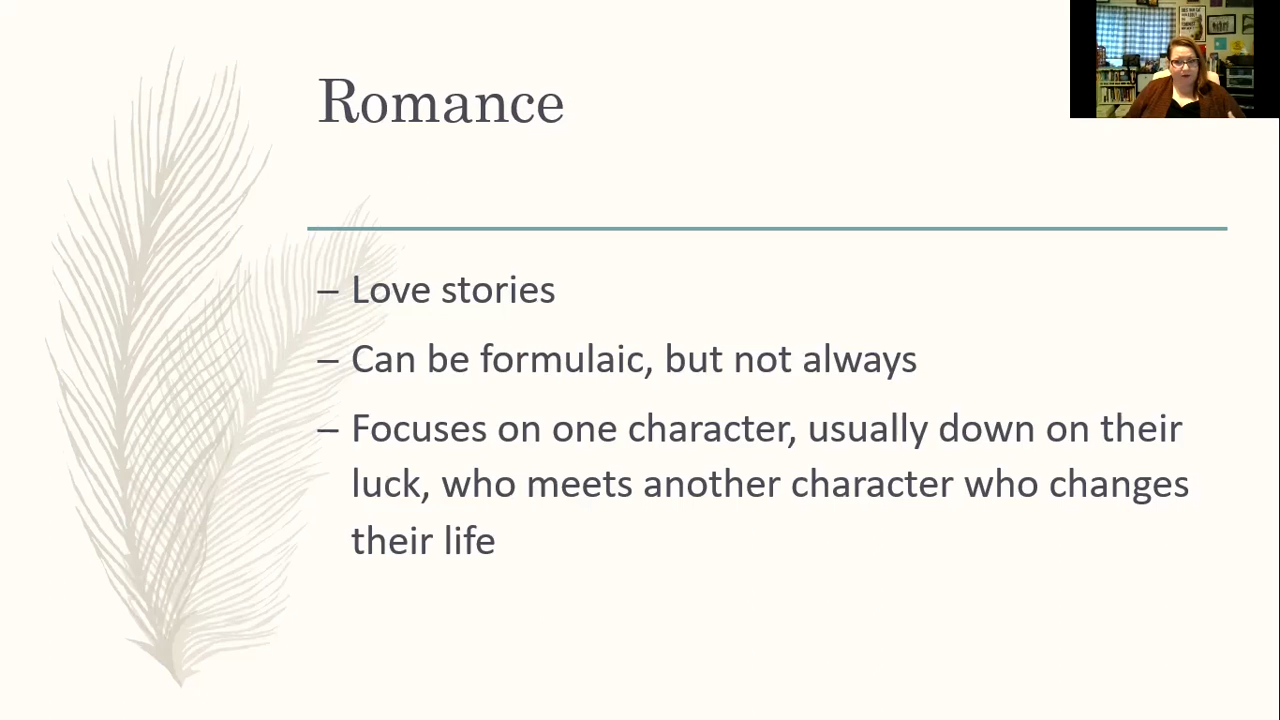 Romance
– Love stories
– Can be formulaic, but not always
– Focuses on one character, usually down on their
luck, who meets another character who changes
their life